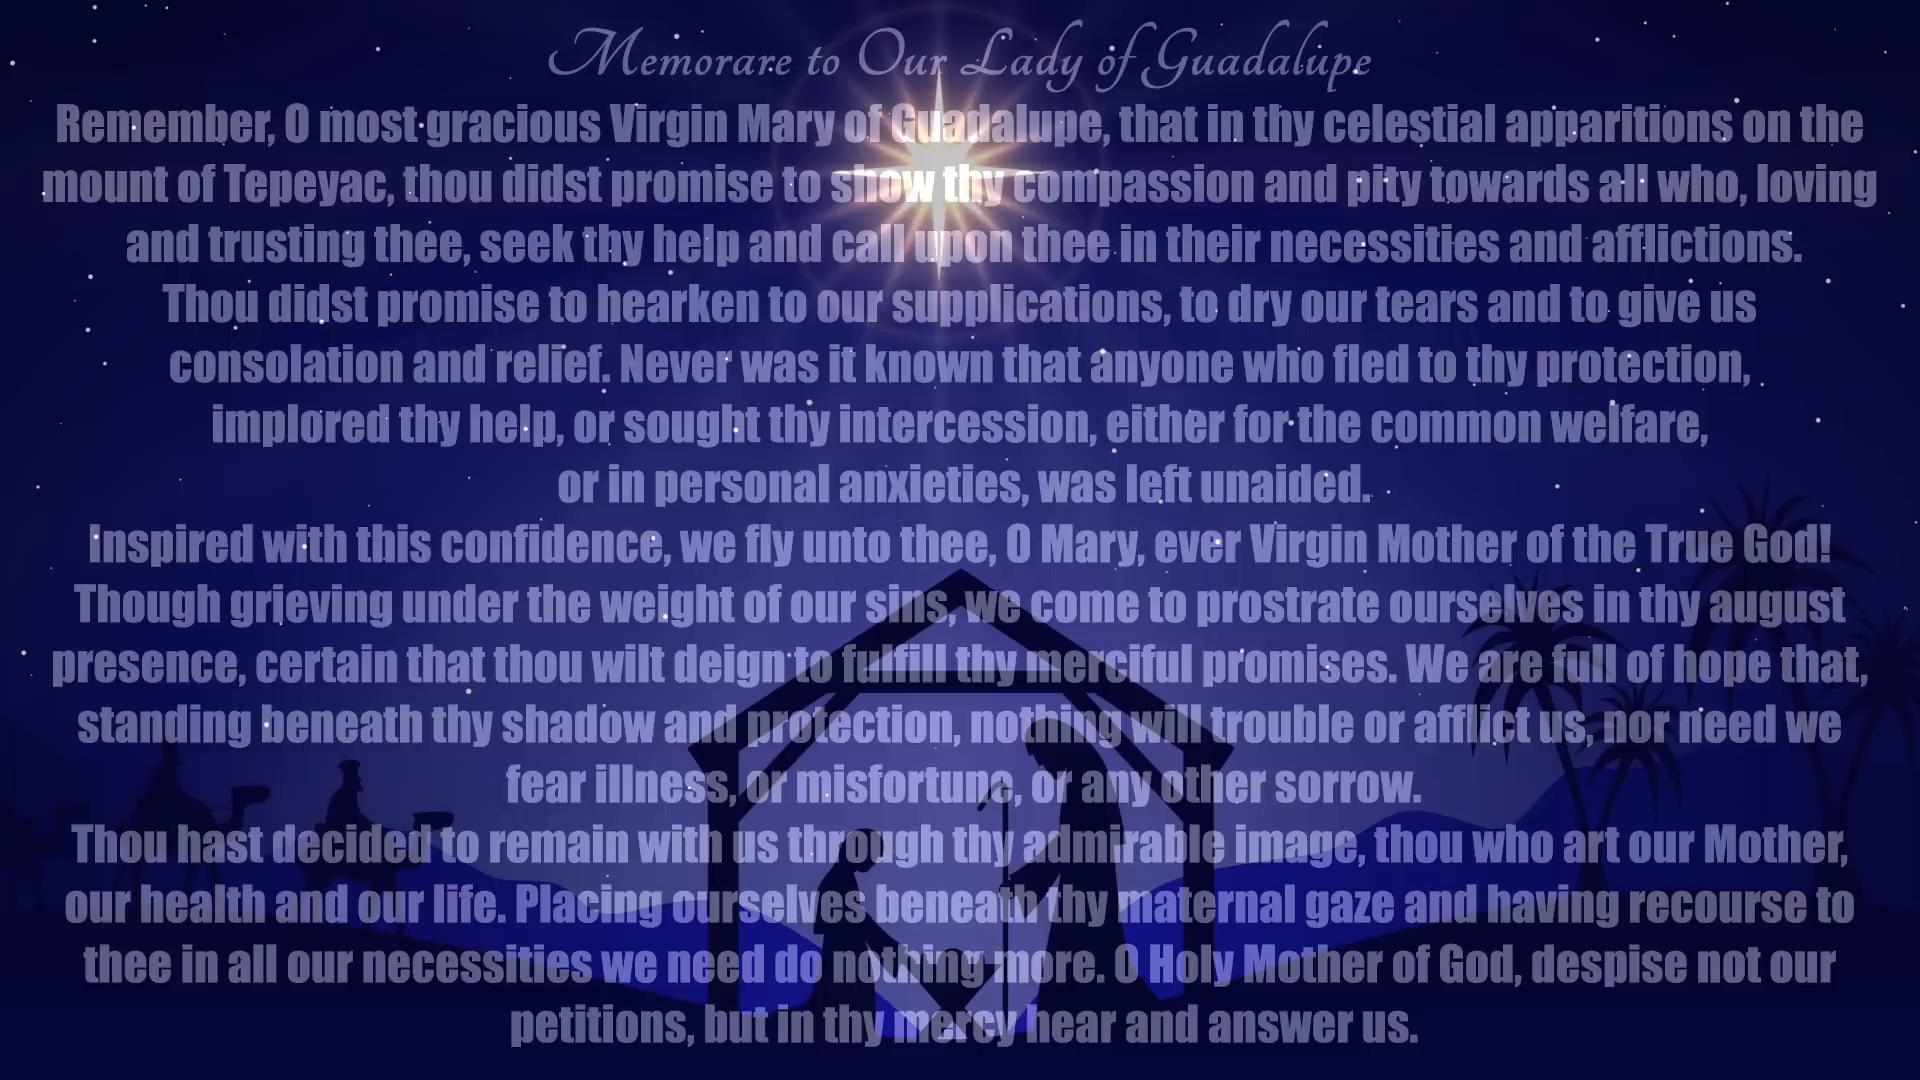 Memorare to Our Lady of Guadalupe
Remember, O most gracious Virgin Mary of Guadalupe, that in thy celestial apparitions on the
mount of Tepeyac, thou didst promise to show thy compassion and pity towards all who, loving
and trusting thee, seek thy help and call upon thee in their necessities and afflictions.
Thou didst promise to hearken to our supplications, to dry our tears and to give us
consolation and relief. Never was it known that anyone who fled to thy protection,
implored thy help, or sought thy intercession, either for the common welfare,
or in personal anxieties, was left unaided.
Inspired with this confidence, we fly unto thee, O Mary, ever Virgin Mother of the True God!
Though grieving under the weight of our sins, we come to prostrate ourselves in thy august
presence, certain that thou wilt deign to fulfill thy merciful promises. We are full of hope that,
standing beneath thy shadow and protection, nothing will trouble or afflict us, nor need we
fear illness, or misfortune, or any other sorrow.
Thou hast decided to remain with us through thy admirable image, thou who art our Mother,
our health and our life. Placing ourselves beneath thy maternal gaze and having recourse to
thee in all our necessities we need do nothing more. O Holy Mother of God, despise not our
petitions, but in thy mercy hear and answer us.